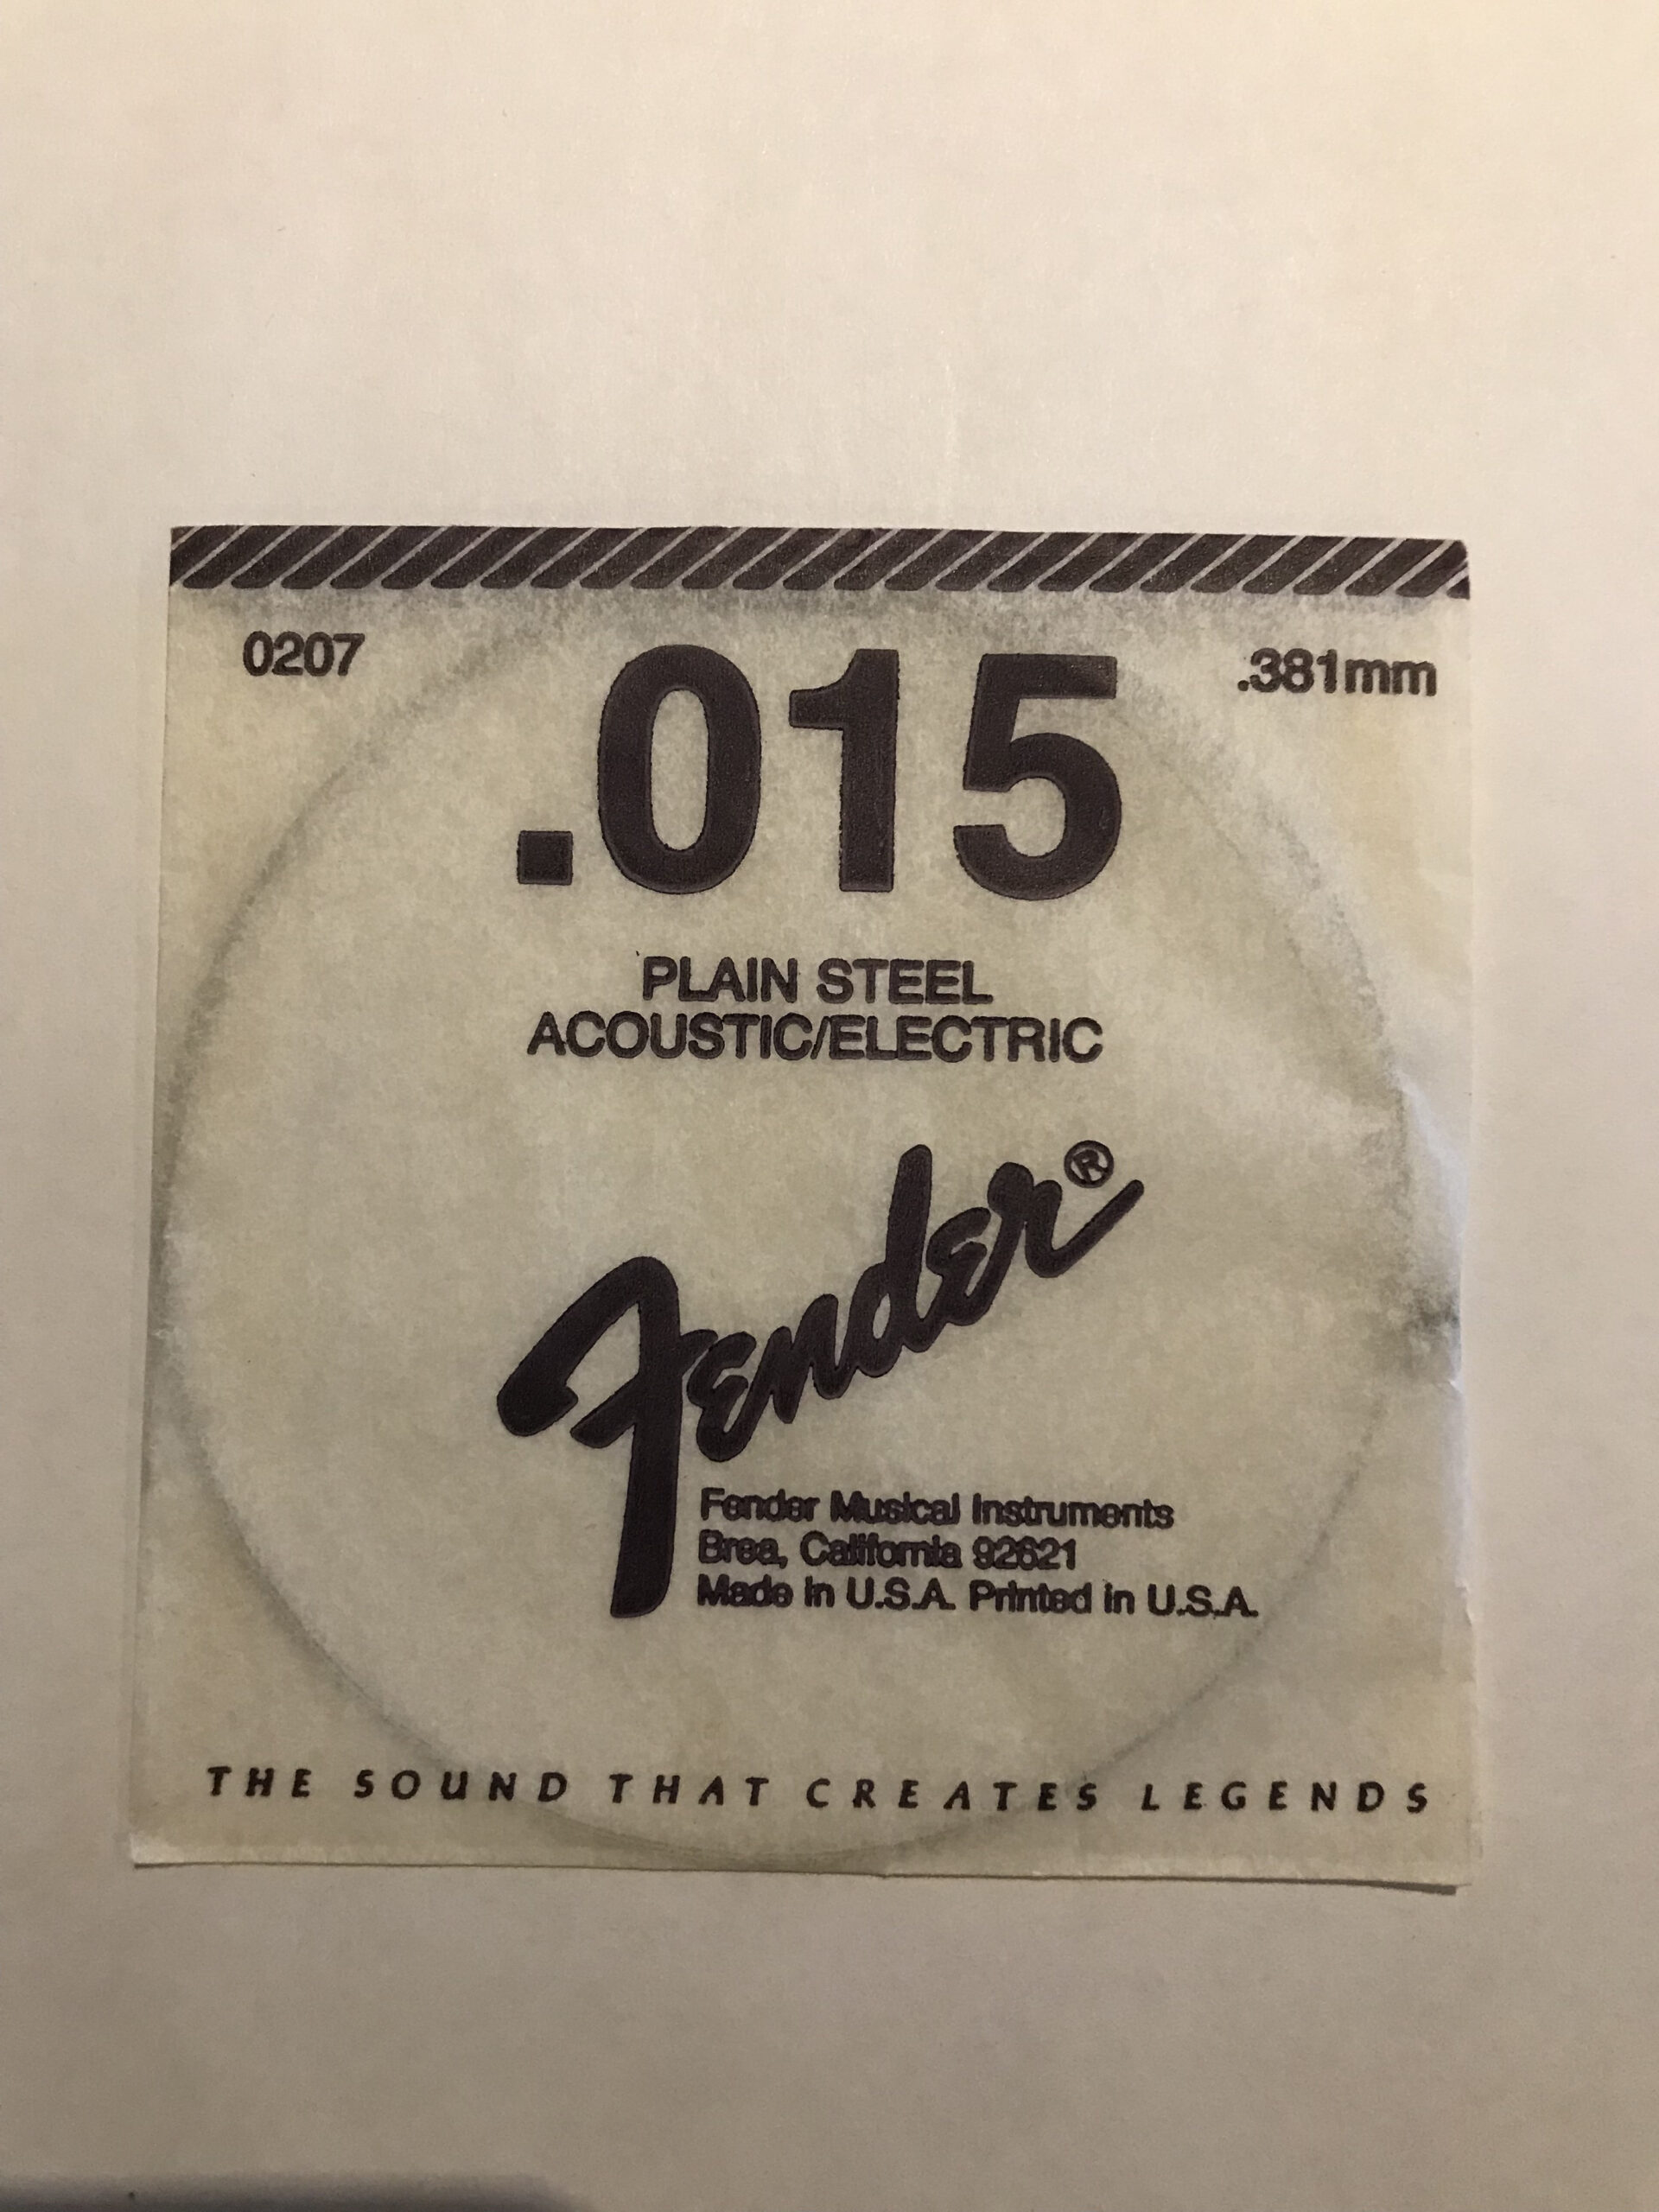 0207
.015
.381mm
PLAIN STEEL
ACOUSTIC/ELECTRIC
Fender®
Fender Musical Instruments
Brea, California 92621
Made in U.S.A. Printed in U.S.A.
THE SOUND THAT CREATES LEGENDS